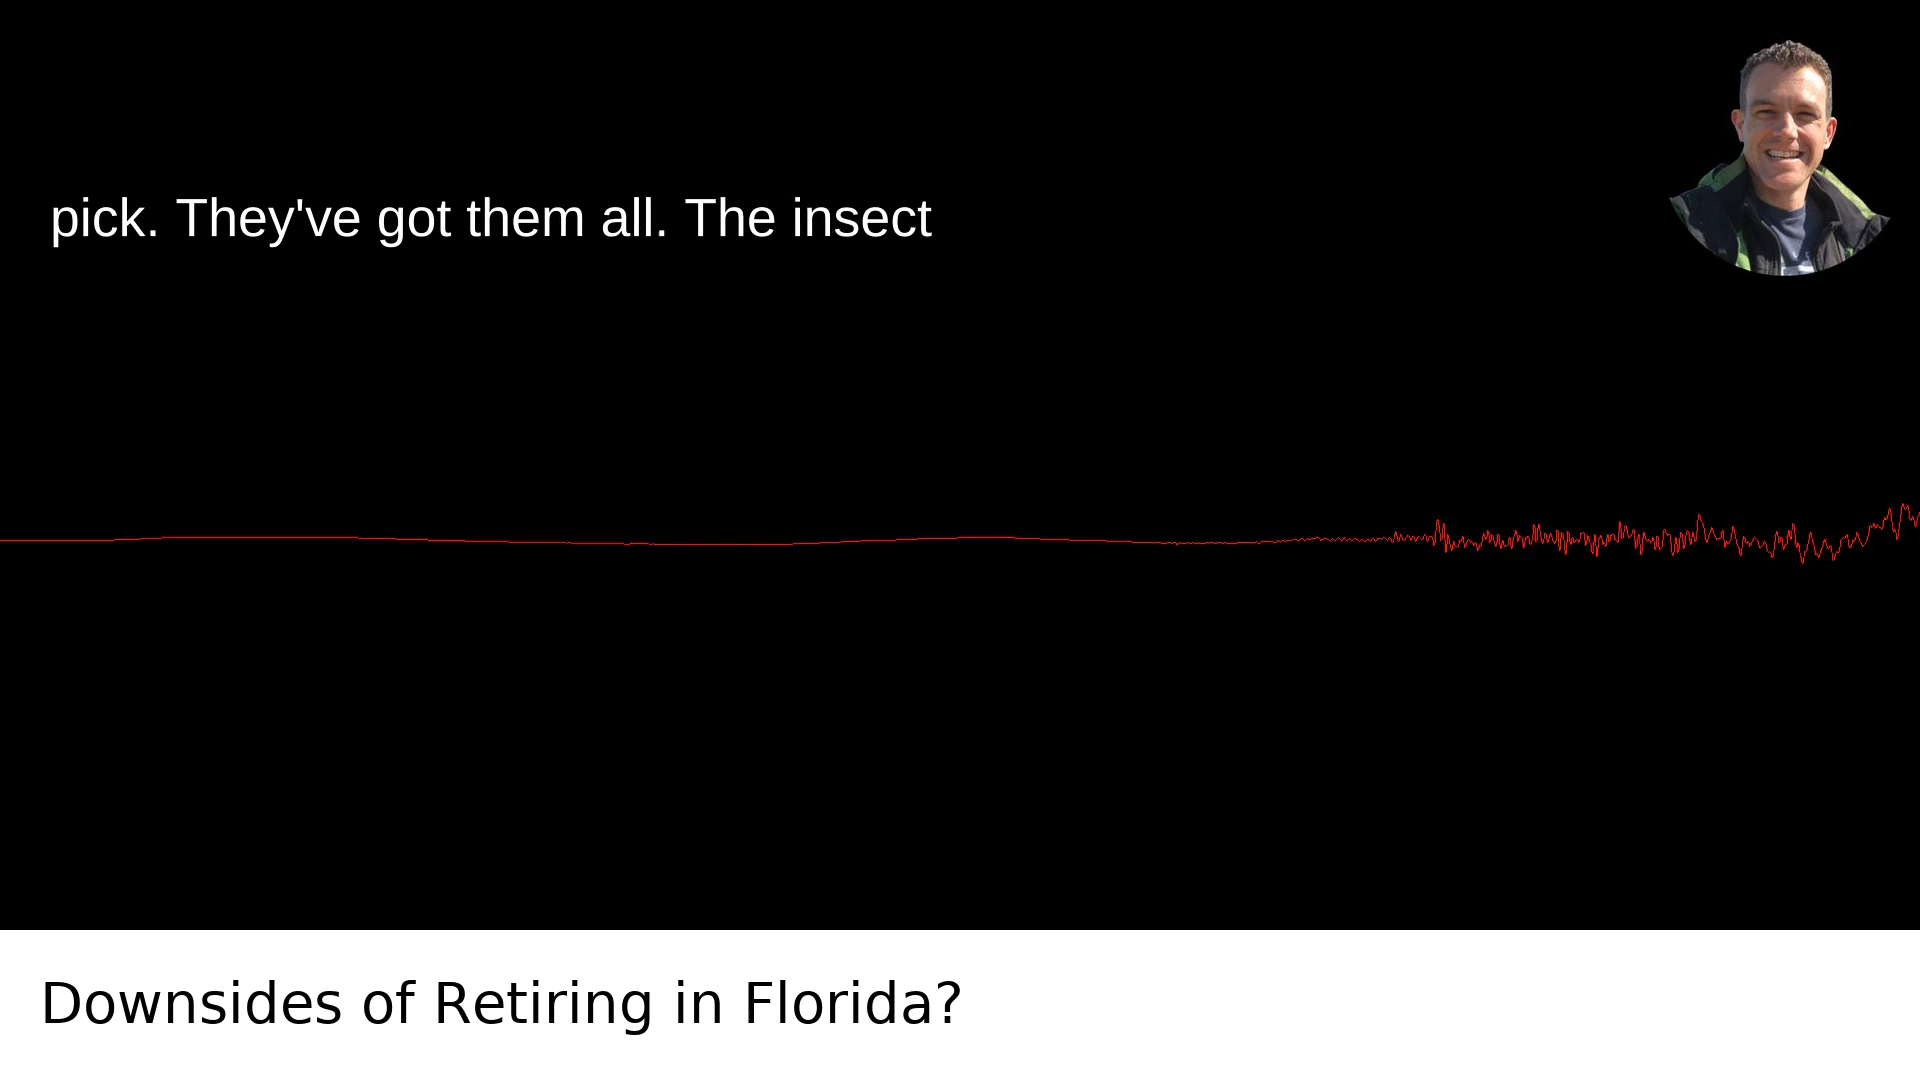 pick. They've got them all. The insect
Downsides of Retiring in Florida?